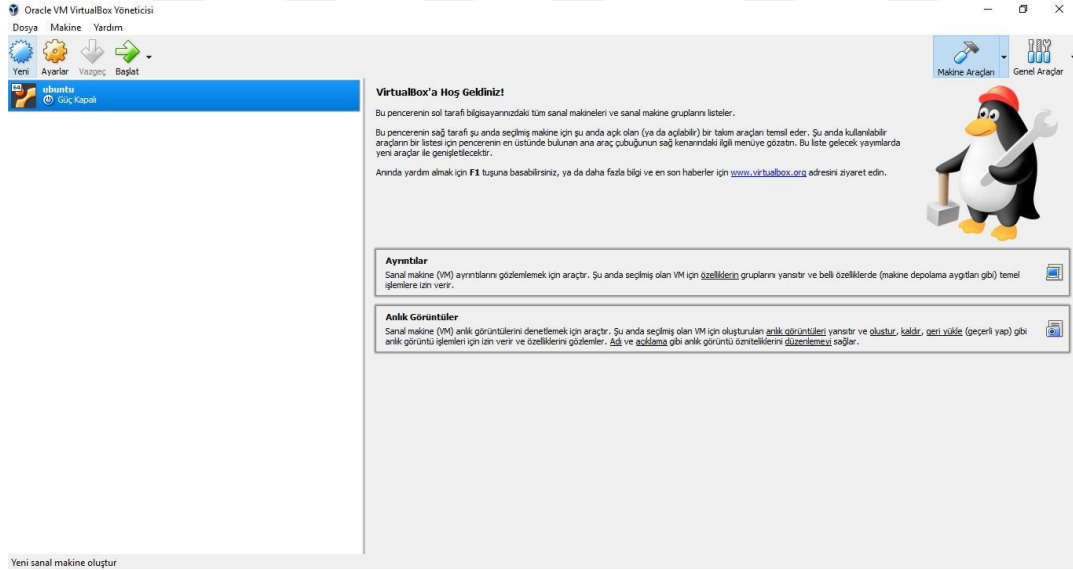 Oracle VM VirtualBox Yöneticisi
Dosya Makine Yardım
Yeni Ayarlar Vazgeç Başlat
Makine Araçları Genel Araçlar
64
ubuntu
Güç Kapalı
VirtualBox'a Hoş Geldiniz!
Bu pencerenin sol tarafı bilgisayarınızdaki tüm sanal makineleri ve sanal makine gruplarını listeler.
Bu pencerenin sağ tarafı şu anda seçilmiş makine için şu anda açık olan (ya da açılabilir) bir takım araçları temsil eder. Şu anda kullanılabilir
araçların bir listesi için pencerenin en üstünde bulunan ana araç çubuğunun sağ kenarındaki ilgili menüye gözatın. Bu liste gelecek yayımlarda
yeni araçlar ile genişletilecektir.
Anında yardım almak için F1 tuşuna basabilirsiniz, ya da daha fazla bilgi ve en son haberler için www.virtualbox.org adresini ziyaret edin.
Ayrıntılar
Sanal makine (VM) ayrıntılarını gözlemlemek için araçtır. Şu anda seçilmiş olan VM için özelliklerin gruplarını yansıtır ve belli özelliklerde (makine depolama aygıtları gibi) temel
işlemlere izin verir.
Anlık Görüntüler
Sanal makine (VM) anlık görüntülerini denetlemek için araçtır. Şu anda seçilmiş olan VM için oluşturulan anlık görüntüleri yansıtır ve oluştur, kaldır, geri yükle (geçerli yap) gibi
anlık görüntü işlemleri için izin verir ve özelliklerini gözlemler. Adı ve açıklama gibi anlık görüntü özniteliklerini düzenlemeyi sağlar.
Yeni sanal makine oluştur